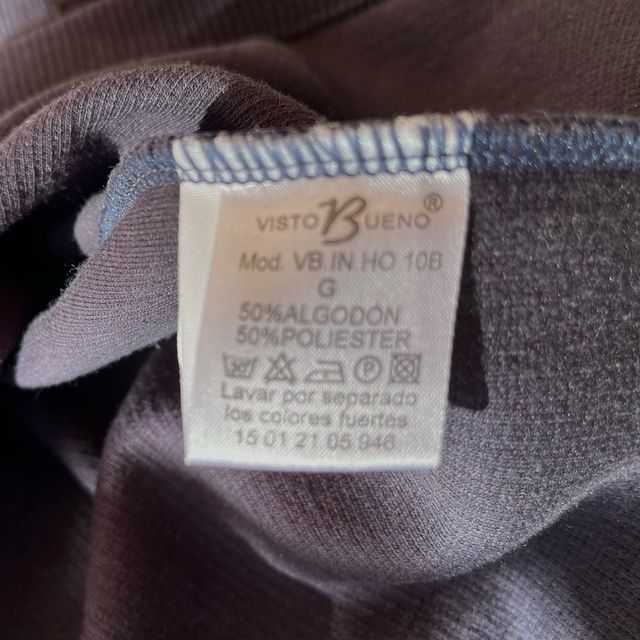 VISTO BUENO®
Mod. VB IN HO 10B
G
50%ALGODÓN
50%POLIESTER
P
Lavar por separado
los colores fuertes
15 01 21 05 946